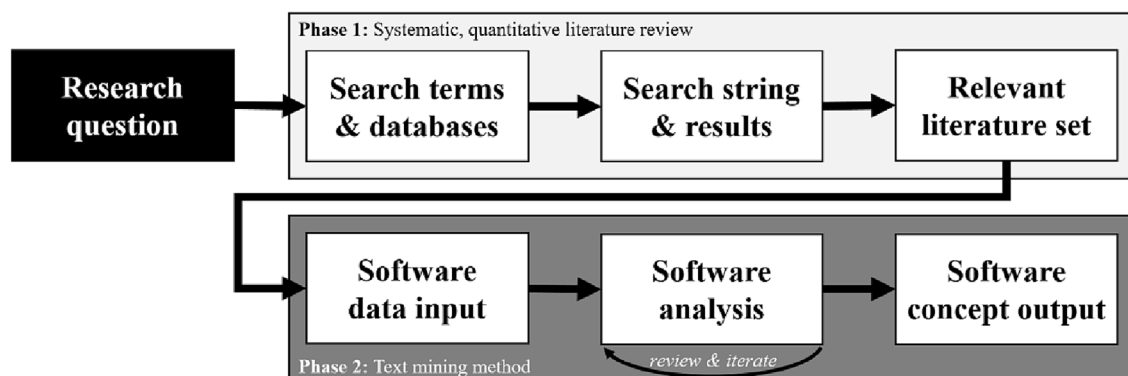 Phase 1: Systematic, quantitative literature review
Research
question
Search terms
& databases
Search string
& results
Relevant
literature set
Software
data input
Software
analysis
Software
concept output
review & iterate
Phase 2: Text mining method